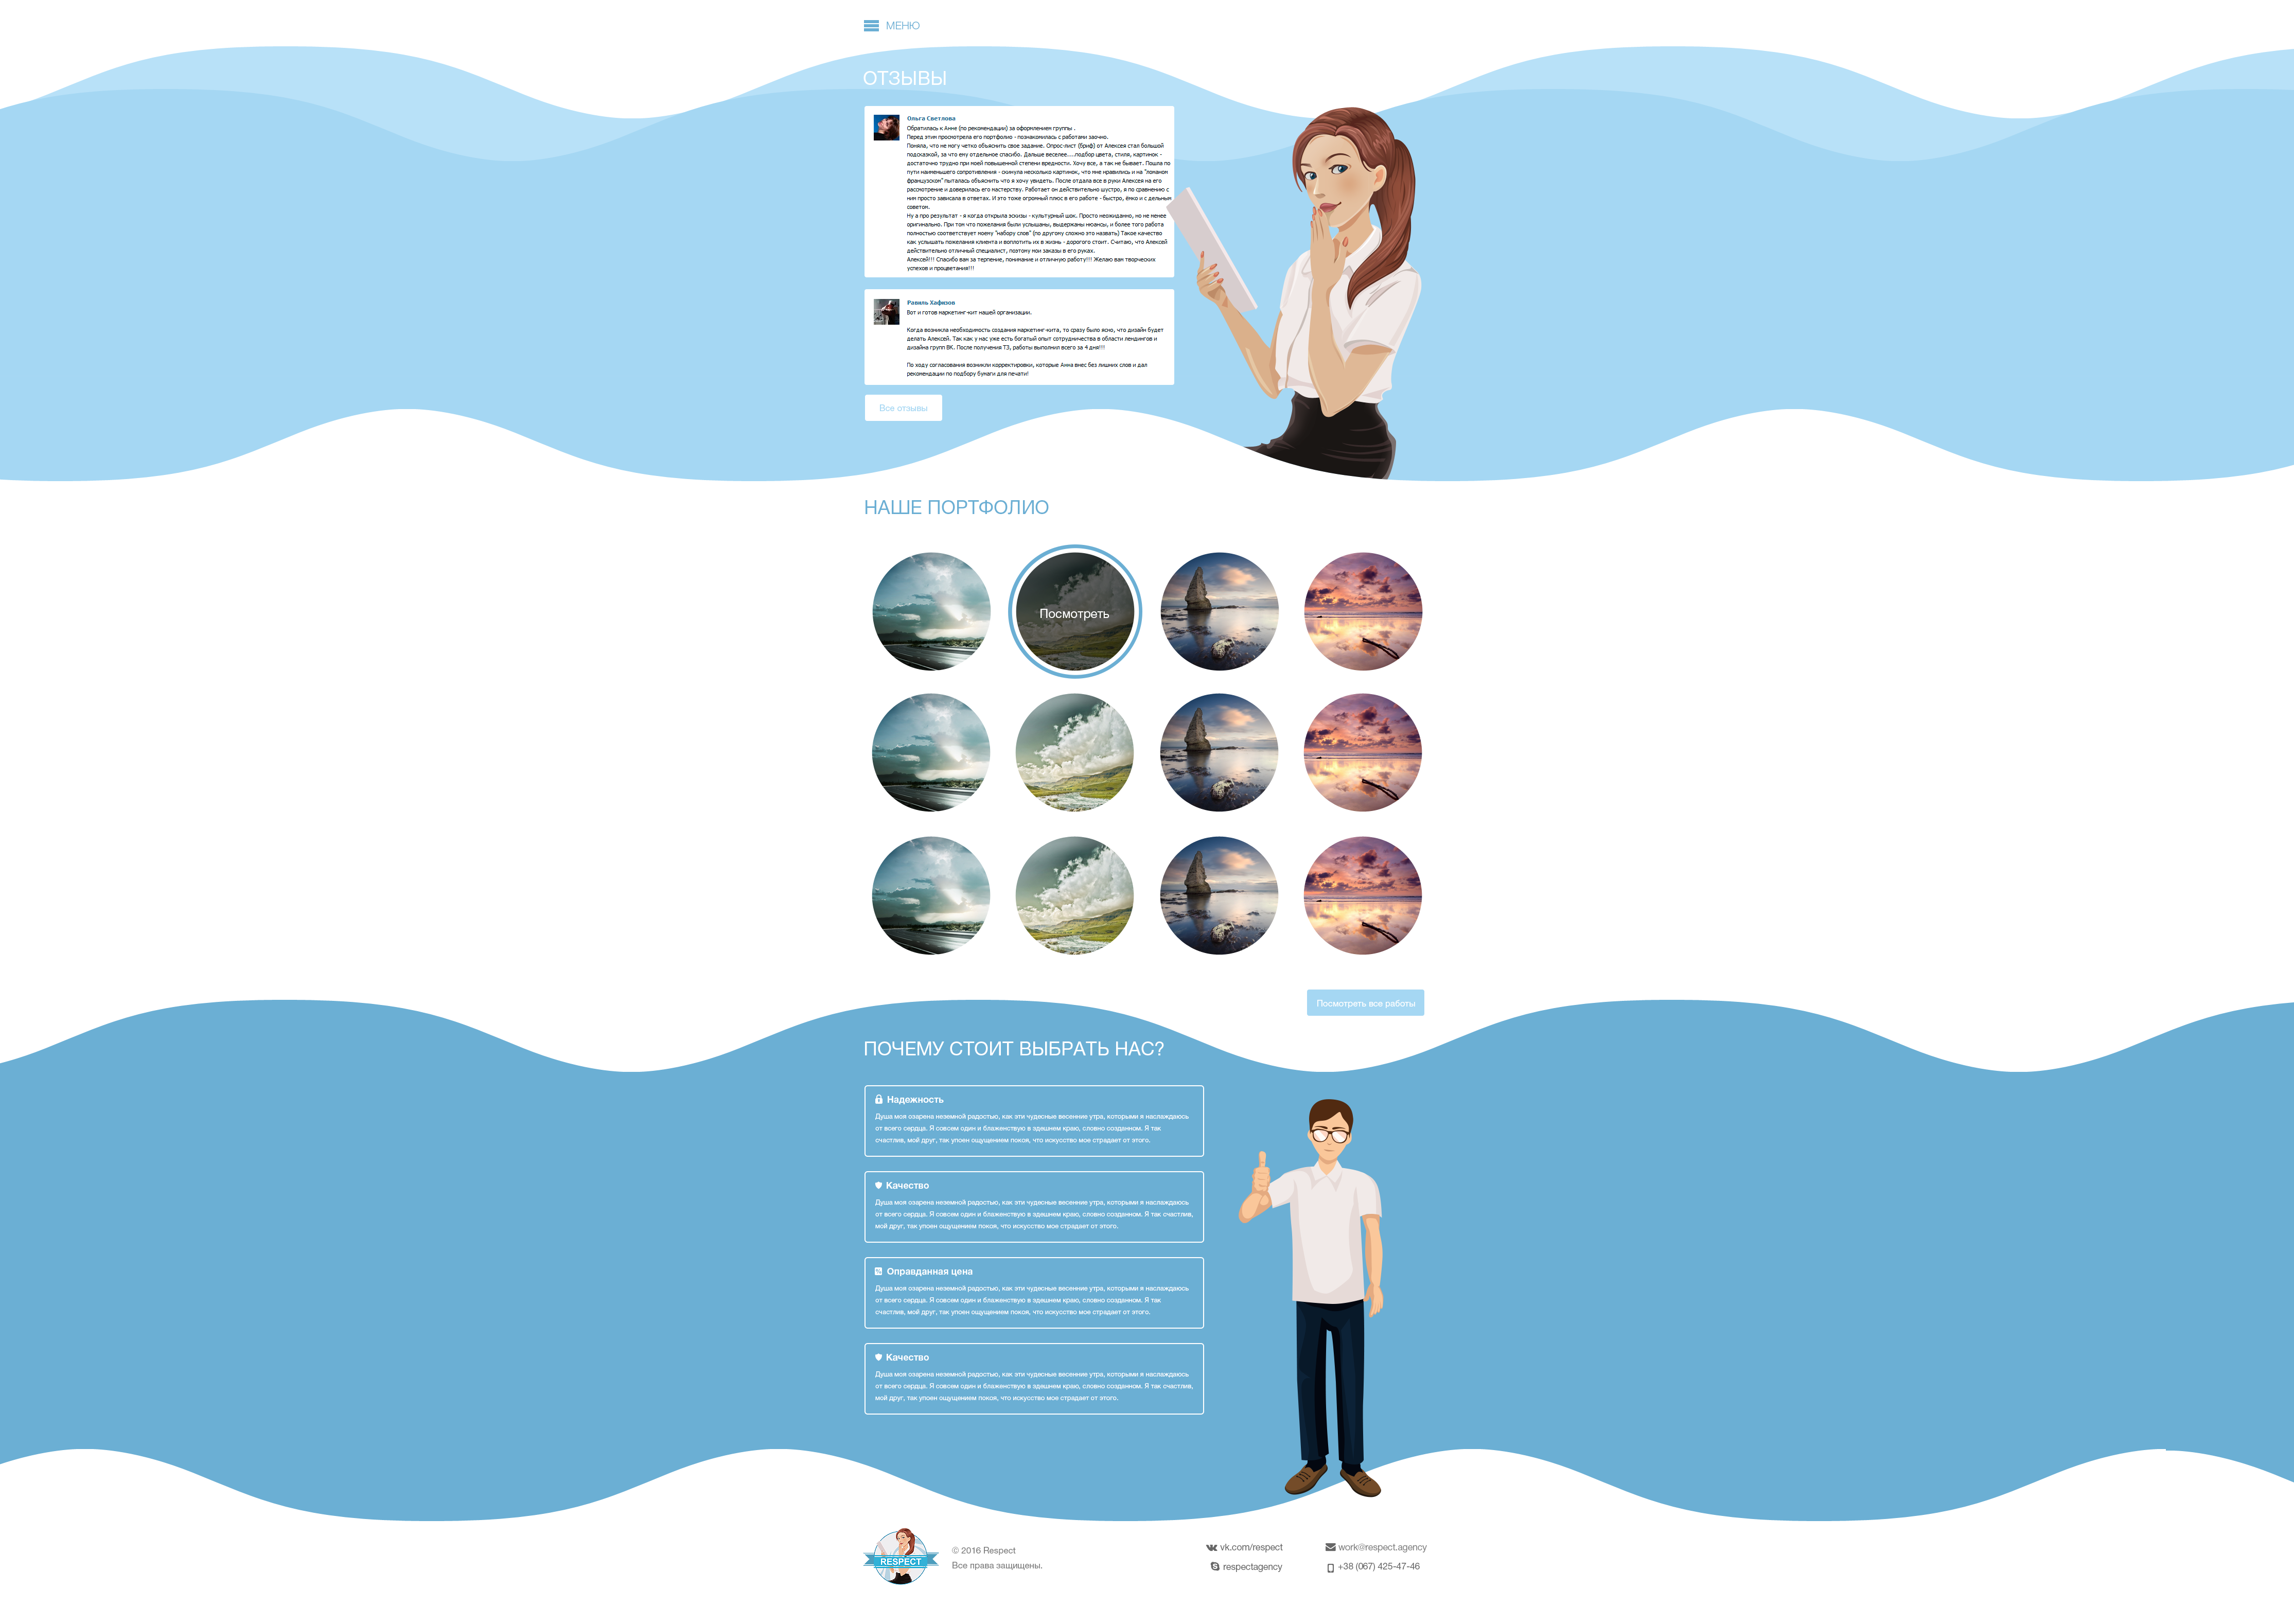 МЕНЮ
ОТЗЫВЫ
Ольга Светлова
Обратилась к Анне (по рекомендации) за оформлением группы .
Перед этим просмотрела его портфолио - познакомилась с работами заочно.
Поняла, что не могу четко объяснить свое задание. Опрос-лист (бриф) от Алексея стал большой
подсказкой, за что ему отдельное спасибо. Дальше веселее....подбор цвета, стиля, картинок -
достаточно трудно при моей повышенной степени вредности. Хочу все, а так не бывает. Пошла по
пути наименьшего сопротивления - скинула несколько картинок, что мне нравились и на "ломаном
французском" пыталась объяснить что я хочу увидеть. После отдала все в руки Алексея на его
рассмотрение и доверилась его мастерству. Работает он действительно шустро, я по сравнению с
ним просто зависала в ответах. И это тоже огромный плюс в его работе - быстро, ёмко и с дельным
советом.
Ну а про результат - я когда открыла эскизы - культурный шок. Просто неожиданно, но не менее
оригинально. При том что пожелания были услышаны, выдержаны нюансы, и более того работа
полностью соответствует моему "набору слов" (по другому сложно это назвать) Такое качество
как услышать пожелания клиента и воплотить их в жизнь - дорогого стоит. Считаю, что Алексей
действительно отличный специалист, поэтому мои заказы в его руках.
Алексей!!! Спасибо вам за терпение, понимание и отличную работу!!! Желаю вам творческих
успехов и процветания!!!
Равиль Хафизов
Вот и готов маркетинг-кит нашей организации.
Когда возникла необходимость создания маркетинг-кита, то сразу было ясно, что дизайн будет
делать Алексей. Так как у нас уже есть богатый опыт сотрудничества в области лендингов и
дизайна групп ВК. После получения ТЗ, работы выполнил всего за 4 дня!!!
По ходу согласования возникли корректировки, которые Анна внес без лишних слов и дал
рекомендации по подбору бумаги для печати!
Все отзывы
НАШЕ ПОРТФОЛИО
Посмотреть
Посмотреть все работы
ПОЧЕМУ СТОИТ ВЫБРАТЬ НАС?
Надежность
Душа моя озарена неземной радостью, как эти чудесные весенние утра, которыми я наслаждаюсь
от всего сердца. Я совсем один и блаженствую в здешнем краю, словно созданном. Я так
счастлив, мой друг, так упоен ощущением покоя, что искусство мое страдает от этого.
Качество
Душа моя озарена неземной радостью, как эти чудесные весенние утра, которыми я наслаждаюсь
от всего сердца. Я совсем один и блаженствую в здешнем краю, словно созданном. Я так счастлив,
мой друг, так упоен ощущением покоя, что искусство мое страдает от этого.
Оправданная цена
Душа моя озарена неземной радостью, как эти чудесные весенние утра, которыми я наслаждаюсь
от всего сердца. Я совсем один и блаженствую в здешнем краю, словно созданном. Я так
счастлив, мой друг, так упоен ощущением покоя, что искусство мое страдает от этого.
Качество
Душа моя озарена неземной радостью, как эти чудесные весенние утра, которыми я наслаждаюсь
от всего сердца. Я совсем один и блаженствую в здешнем краю, словно созданном. Я так счастлив,
мой друг, так упоен ощущением покоя, что искусство мое страдает от этого.
RESPECT
© 2016 Respect
Все права защищены.
vk.com/respect
respectagency
work@respect.agency
+38 (067) 425-47-46